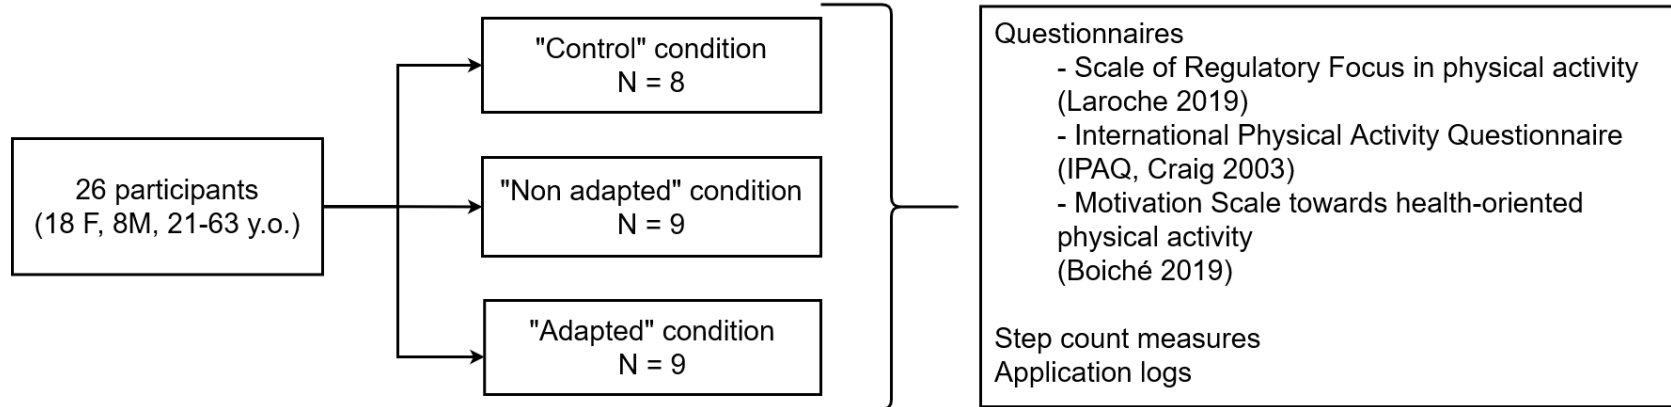 26 participants
(18 F, 8M, 21-63 y.o.)
"Control" condition
N = 8
"Non adapted" condition
N = 9
"Adapted" condition
N = 9
Questionnaires
- Scale of Regulatory Focus in physical activity
(Laroche 2019)
- International Physical Activity Questionnaire
(IPAQ, Craig 2003)
- Motivation Scale towards health-oriented
physical activity
(Boiché 2019)
Step count measures
Application logs